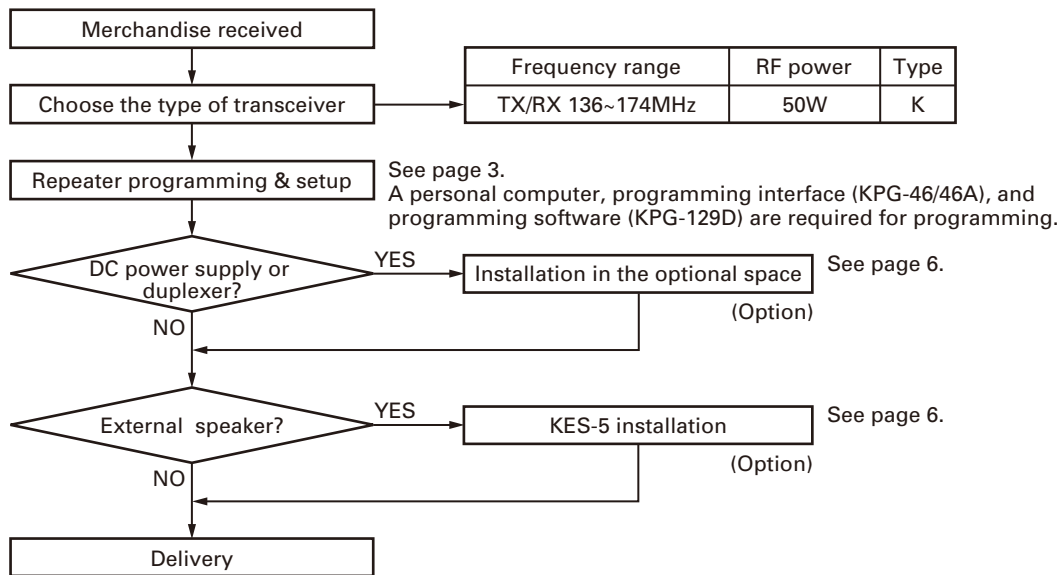 Merchandise received
Frequency range RF power Type
Choose the type of transceiver
TX/RX 136~174MHz 50W K
Repeater programming & setup
See page 3.
A personal computer, programming interface (KPG-46/46A), and
programming software (KPG-129D) are required for programming.
DC power supply or
duplexer?
YES
Installation in the optional space
See page 6.
(Option)
NO
External speaker?
YES
KES-5 installation
See page 6.
(Option)
NO
Delivery